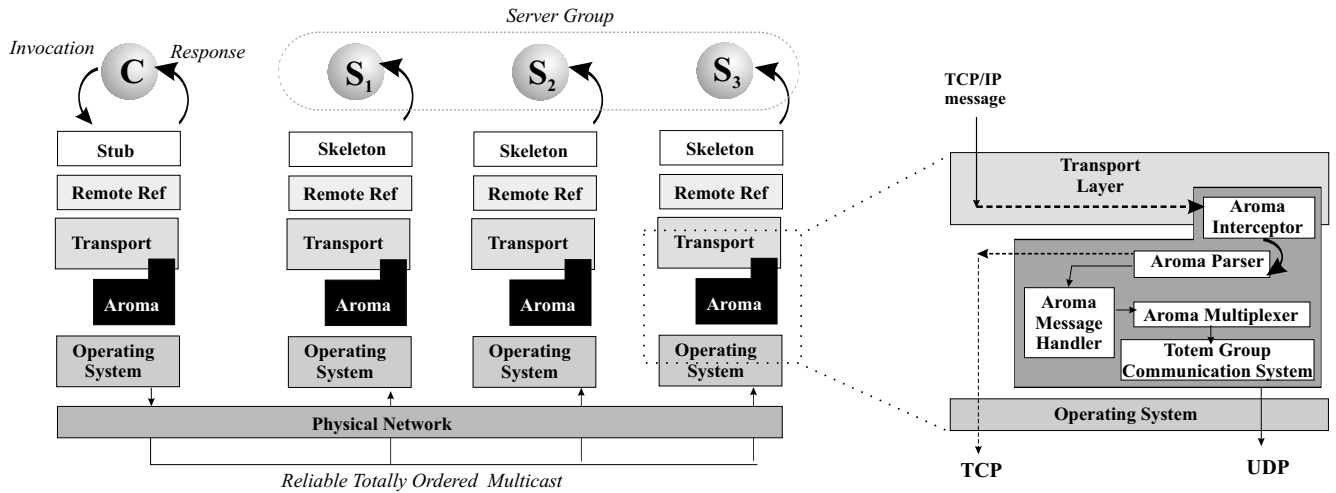 Server Group
Invocation
Response
C
S1
S2
S3
Stub
Skeleton
Skeleton
Skeleton
Remote Ref
Remote Ref
Remote Ref
Remote Ref
Transport
Transport
Transport
Transport
Aroma
Aroma
Aroma
Aroma
Operating
System
Operating
System
Operating
System
Operating
System
Physical Network
Reliable Totally Ordered Multicast
TCP/IP
message
Transport
Layer
Aroma
Interceptor
Aroma Parser
Aroma
Message
Handler
Aroma Multiplexer
Totem Group
Communication System
Operating System
TCP
UDP